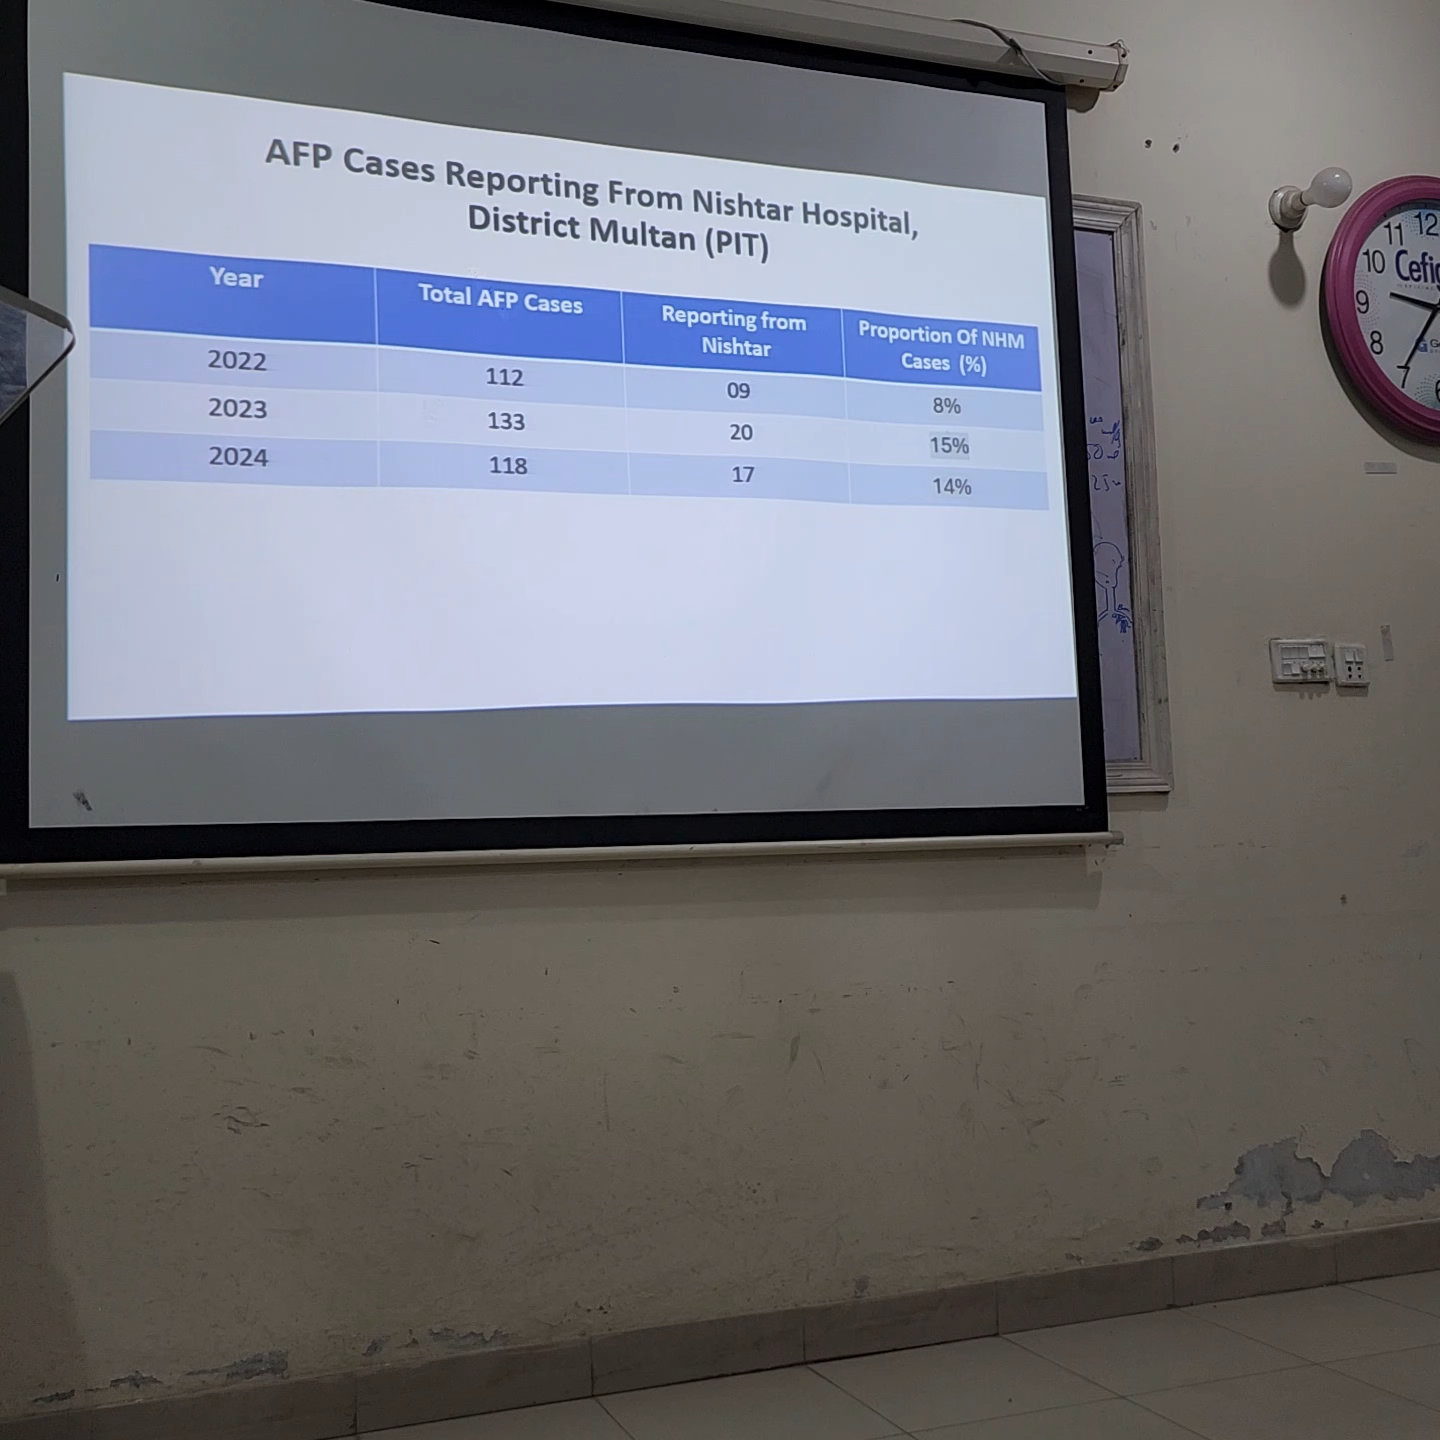 AFP Cases Reporting From Nishtar Hospital,
District Multan (PIT)
Year Total AFP Cases Reporting from Nishtar Proportion Of NHM Cases (%)
2022 112 09 8%
2023 133 20 15%
2024 118 17 14%
12
11
10
9
8
7